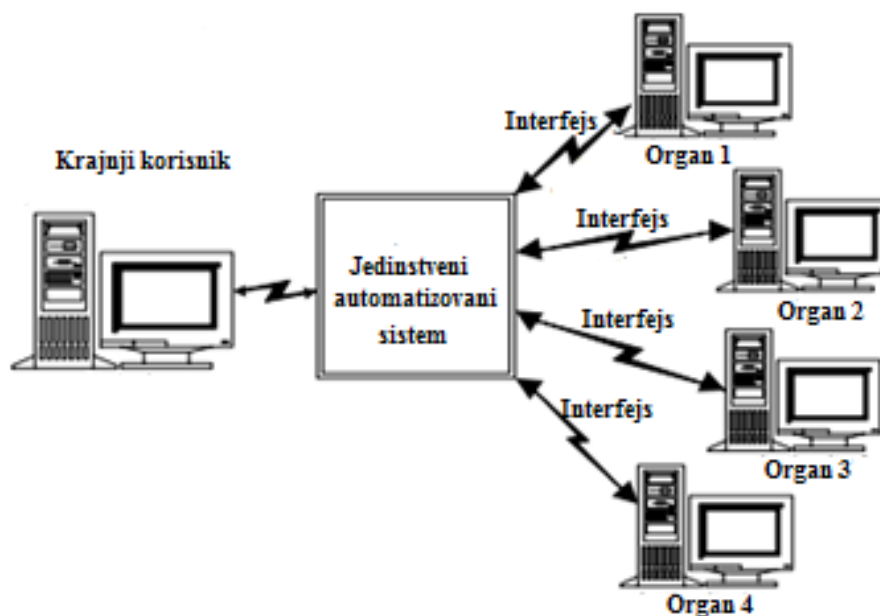 Krajnji korisnik
Jedinstveni
automatizovani
sistem
Interfejs
Organ 1
Interfejs
Organ 2
Interfejs
Organ 3
Interfejs
Organ 4